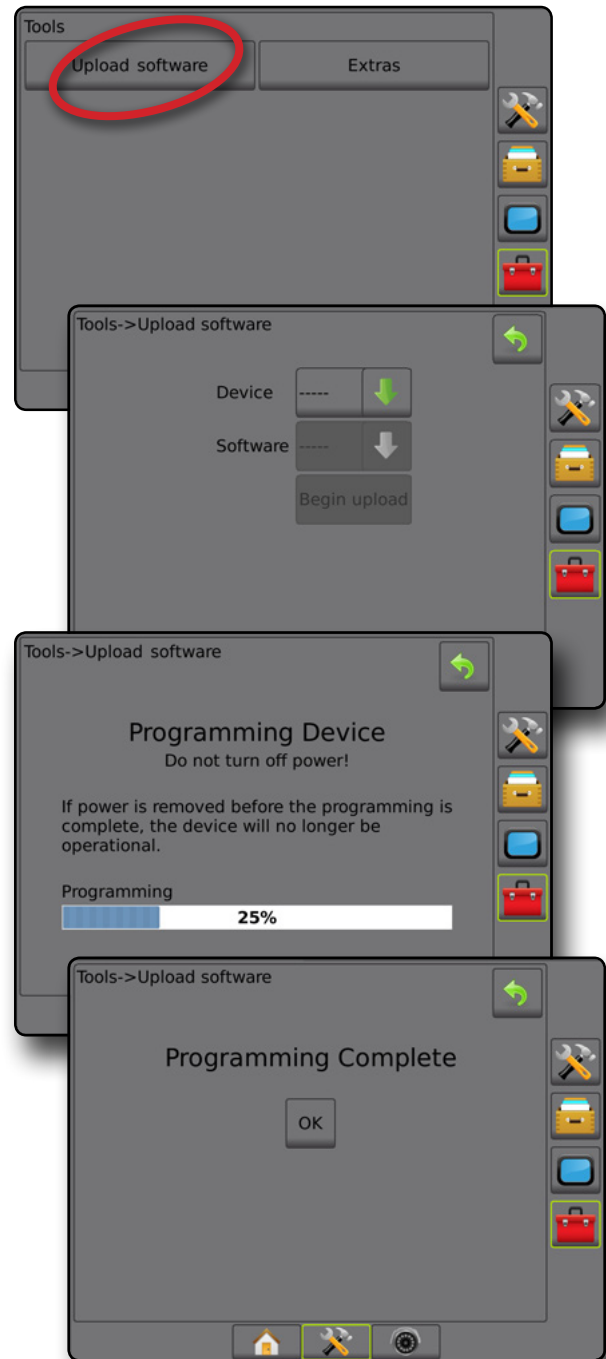 Tools
Upload software
Extras
Tools->Upload software
Device
-----
Software
-----
Begin upload
Tools->Upload software
Programming Device
Do not turn off power!
If power is removed before the programming is
complete, the device will no longer be
operational.
Programming
25%
Tools->Upload software
Programming Complete
OK